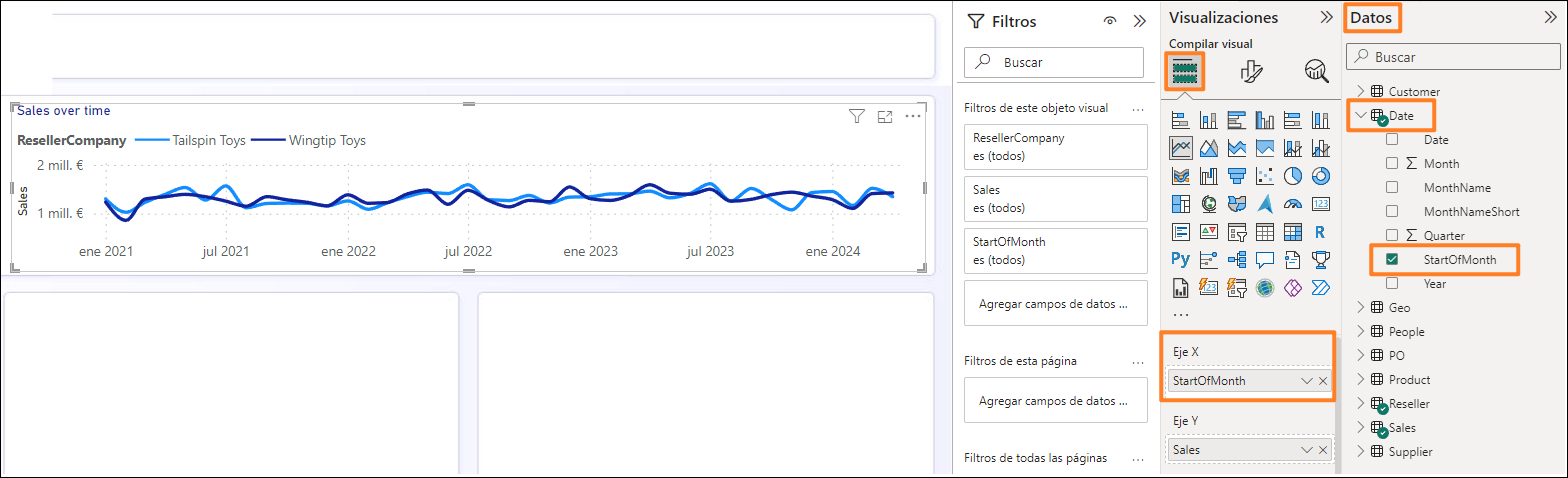 Sales over time
ResellerCompany Tailspin Toys Wingtip Toys
2 mill. €
1 mill. €
Sales
ene 2021 jul 2021 ene 2022 jul 2022 ene 2023 jul 2023 ene 2024
Filtros
Buscar
Filtros de este objeto visual
ResellerCompany
es (todos)
Sales
es (todos)
StartOfMonth
es (todos)
Agregar campos de datos ...
Filtros de esta página
Agregar campos de datos ...
Filtros de todas las páginas
Visualizaciones
Compilar visual
123
R
Py
123
Eje X
StartOfMonth
Eje Y
Sales
Datos
Buscar
Customer
Date
Date
Month
MonthName
MonthNameShort
Quarter
StartOfMonth
Year
Geo
People
PO
Product
Reseller
Sales
Supplier